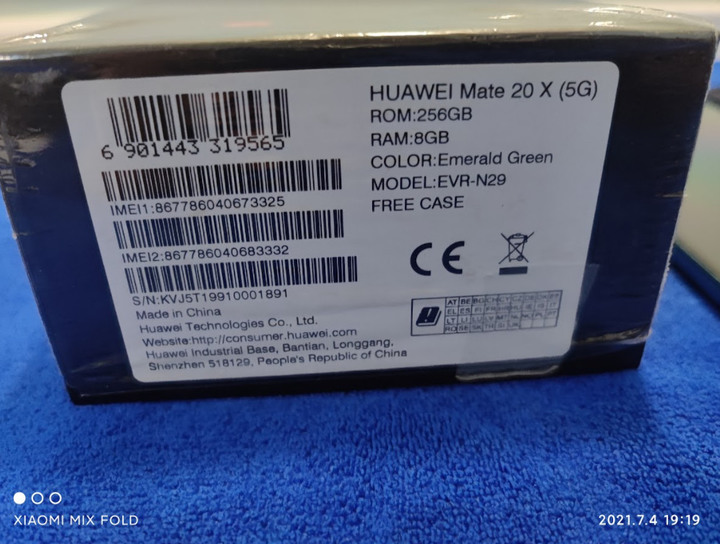 6 901443 319565
IMEI1:867786040673325
IMEI2:867786040683332
S/N:KVJ5T19910001891
Made in China
Huawei Technologies Co., Ltd.
Website:http://consumer.huawei.com
Huawei Industrial Base, Bantian, Longgang,
Shenzhen 518129, People's Republic of China
HUAWEI Mate 20 X (5G)
ROM:256GB
RAM:8GB
COLOR:Emerald Green
MODEL:EVR-N29
FREE CASE
CE
AT BE
XIAOMI MIX FOLD
2021.7.4 19:19